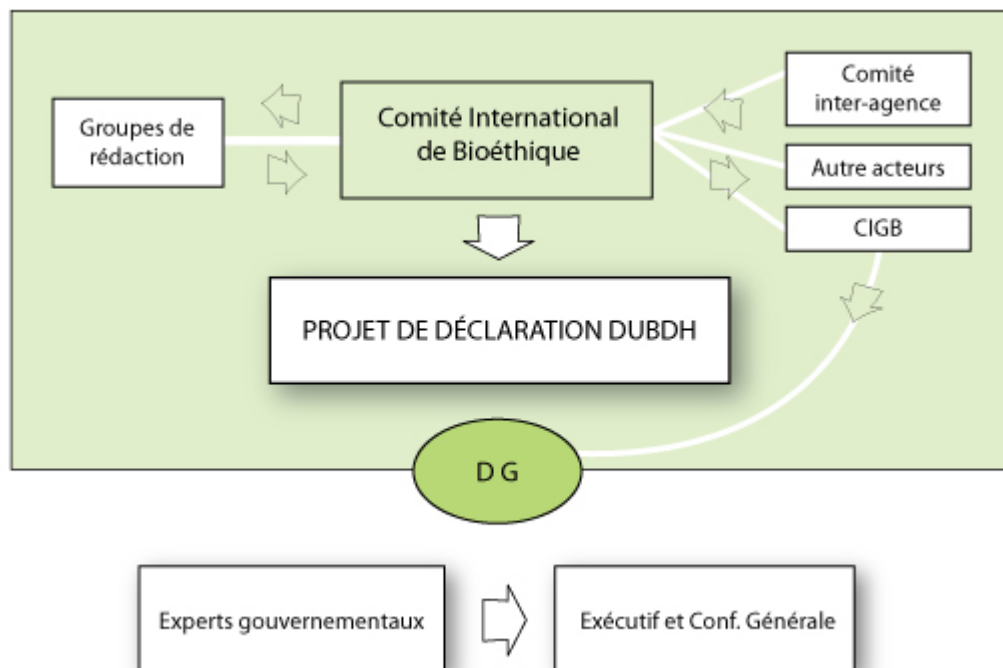 Groupes de
rédaction
Comité International
de Bioéthique
Comité
inter-agence
Autre acteurs
CIGB
PROJET DE DÉCLARATION DUBDH
D G
Experts gouvernementaux
Exécutif et Conf. Générale